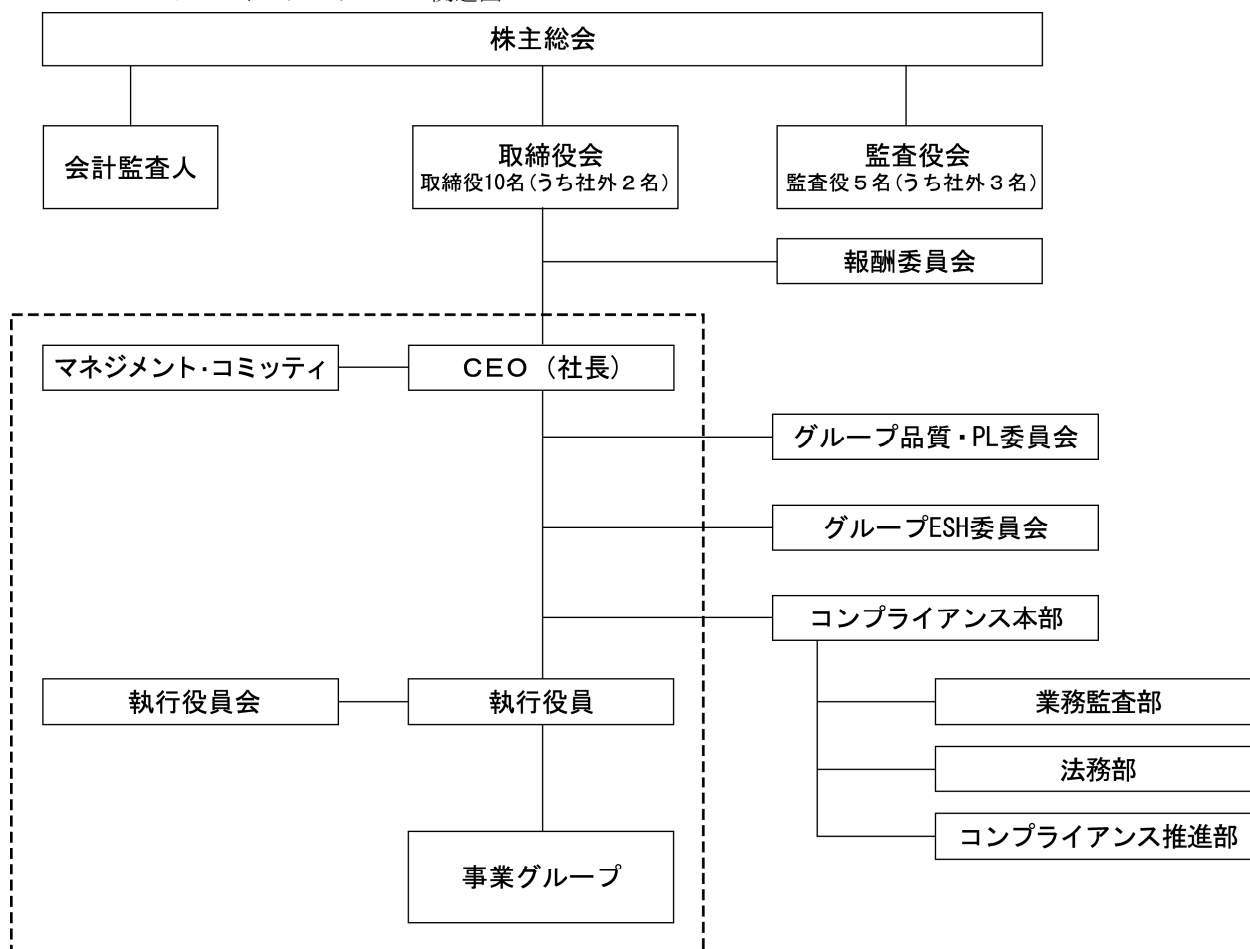 株主総会
会計監査人
取締役会
取締役10名(うち社外２名)
監査役会
監査役５名(うち社外３名)
報酬委員会
マネジメント・コミッティ
ＣＥＯ（社長）
グループ品質・PL委員会
グループESH委員会
コンプライアンス本部
執行役員会
執行役員
業務監査部
法務部
コンプライアンス推進部
事業グループ